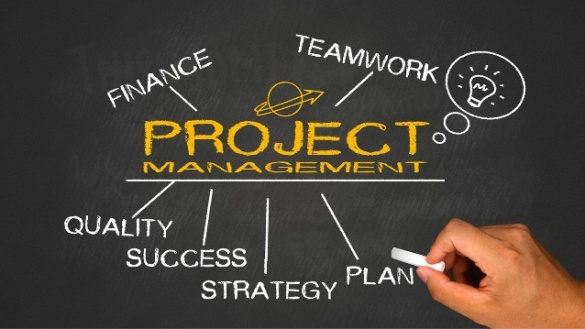 FINANCE
TEAMWORK
PROJECT
MANAGEMENT
QUALITY
SUCCESS
STRATEGY
PLAN